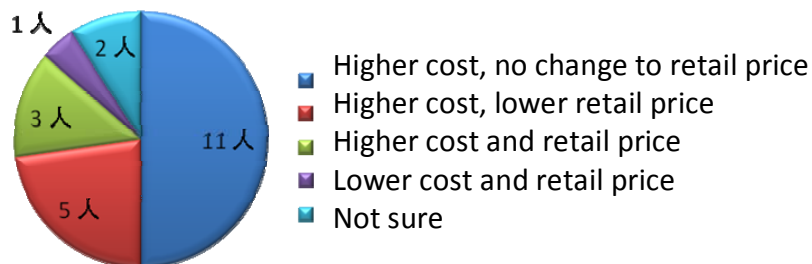 1 人
2 人
3 人
11 人
5 人
Higher cost, no change to retail price
Higher cost, lower retail price
Higher cost and retail price
Lower cost and retail price
Not sure